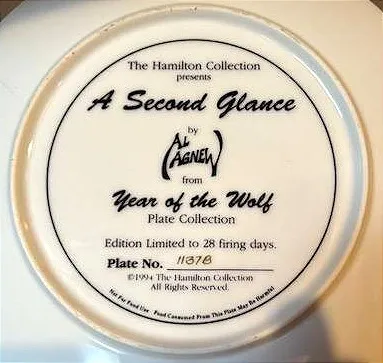 The Hamilton Collection
presents
A Second Glance
by
AL
AGNEW
from
Year of the Wolf
Plate Collection
Edition Limited to 28 firing days.
Plate No. 1137B
©1994 The Hamilton Collection
All Rights Reserved.
Not For Food Use Food Consumed From This Plate May Be Harmful